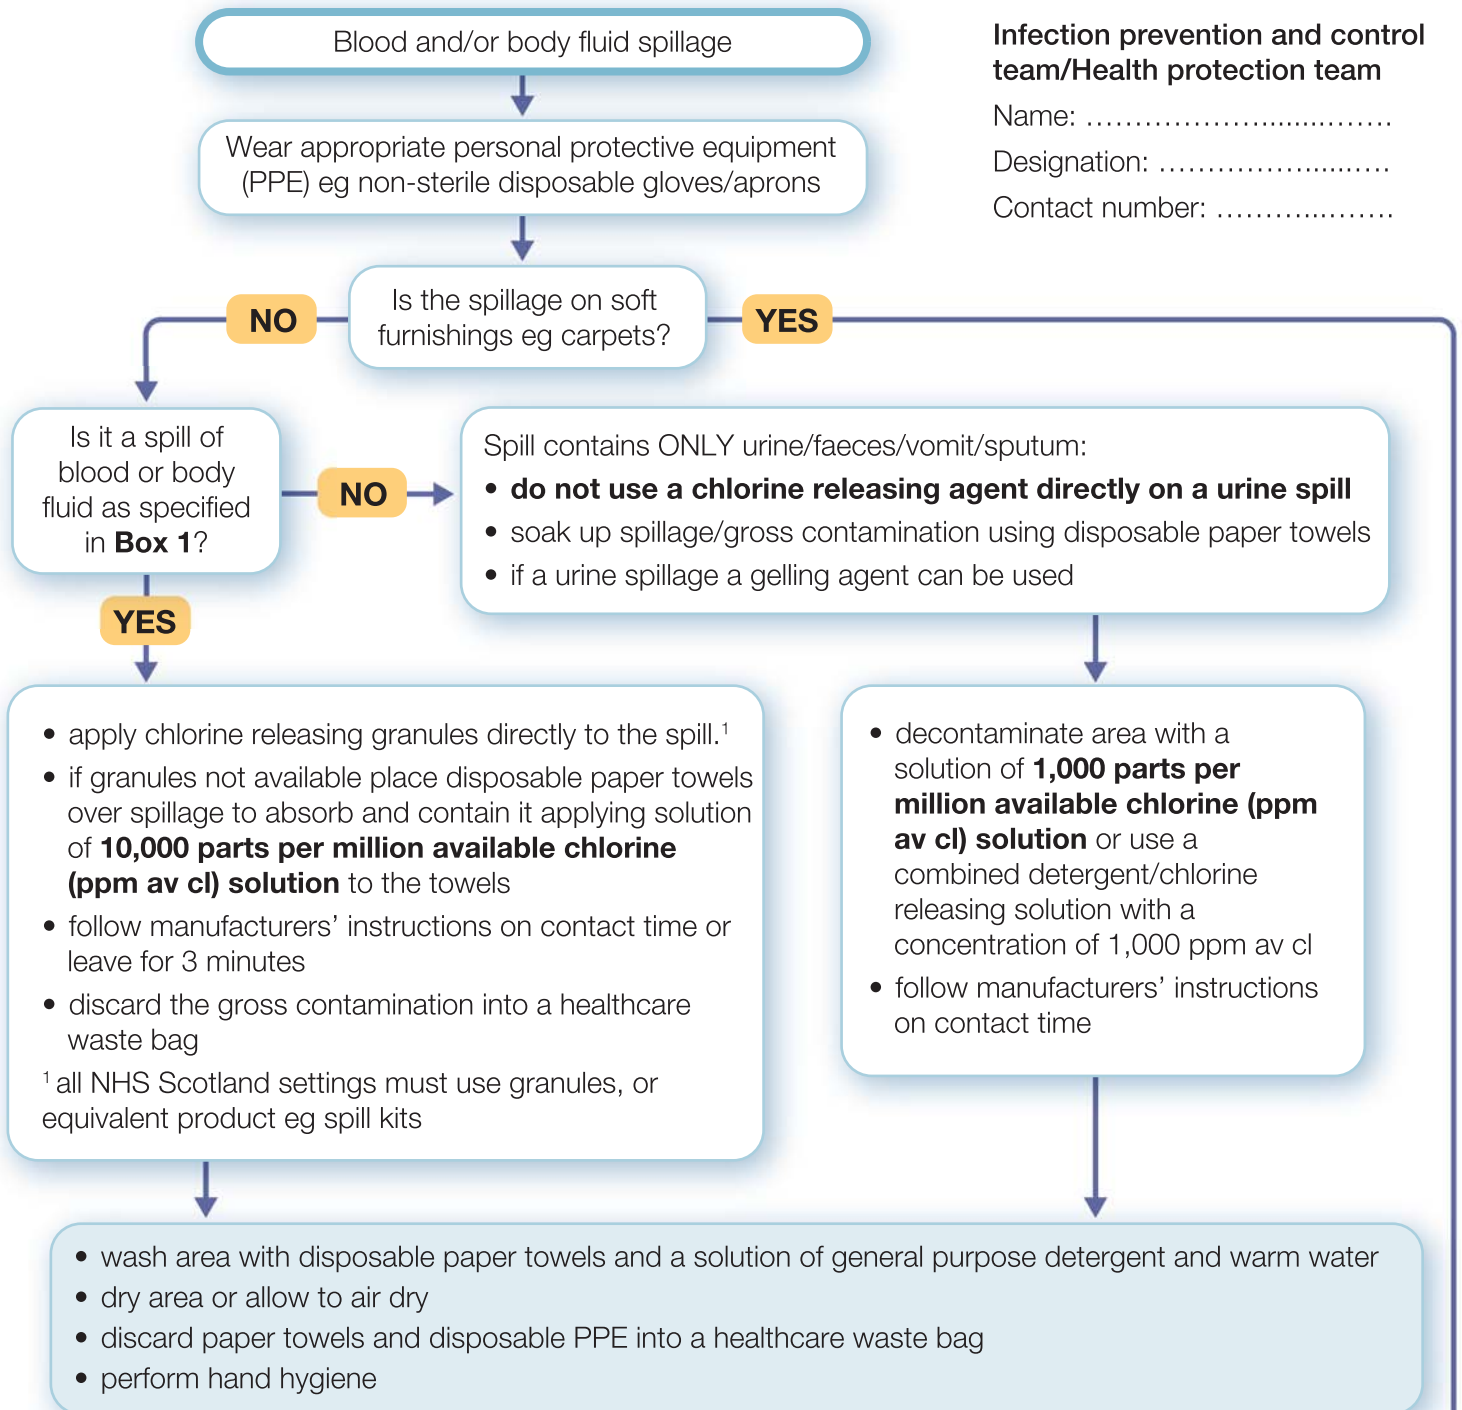 Blood and/or body fluid spillage
Infection prevention and control
team/Health protection team
Name: ……………….........…….
Designation: ……………......….
Contact number: ………...…….
Wear appropriate personal protective equipment
(PPE) eg non-sterile disposable gloves/aprons
Is the spillage on soft
furnishings eg carpets?
NO
YES
Is it a spill of
blood or body
fluid as specified
in Box 1?
NO
YES
Spill contains ONLY urine/faeces/vomit/sputum:
• do not use a chlorine releasing agent directly on a urine spill
• soak up spillage/gross contamination using disposable paper towels
• if a urine spillage a gelling agent can be used
• apply chlorine releasing granules directly to the spill.¹
• if granules not available place disposable paper towels
over spillage to absorb and contain it applying solution
of 10,000 parts per million available chlorine
(ppm av cl) solution to the towels
• follow manufacturers’ instructions on contact time or
leave for 3 minutes
• discard the gross contamination into a healthcare
waste bag
¹ all NHS Scotland settings must use granules, or
equivalent product eg spill kits
• decontaminate area with a
solution of 1,000 parts per
million available chlorine (ppm
av cl) solution or use a
combined detergent/chlorine
releasing solution with a
concentration of 1,000 ppm av cl
• follow manufacturers’ instructions
on contact time
• wash area with disposable paper towels and a solution of general purpose detergent and warm water
• dry area or allow to air dry
• discard paper towels and disposable PPE into a healthcare waste bag
• perform hand hygiene